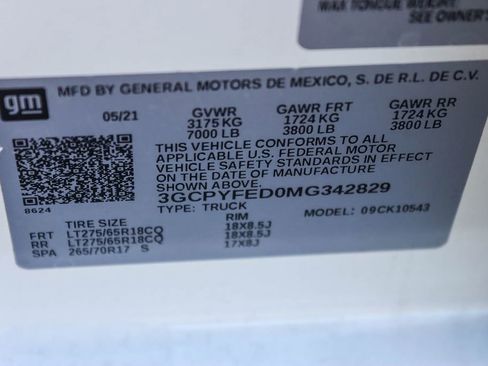 MAX TONGUE WEIGHT
SEE OWNER'S
gm
MFD BY GENERAL MOTORS DE MEXICO, S. DE R.L. DE C.V.
05/21 GVWR GAWR FRT GAWR RR
3175 KG 1724 KG 1724 KG
7000 LB 3800 LB 3800 LB
THIS VEHICLE CONFORMS TO ALL
APPLICABLE U.S. FEDERAL MOTOR
VEHICLE SAFETY STANDARDS IN EFFECT
ON THE DATE OF MANUFACTURE
SHOWN ABOVE.
3GCPYFED0MG342829
TYPE: TRUCK MODEL: 09CK10543
8624
TIRE SIZE RIM
FRT LT275/65R18CQ 18X8.5J
RR LT275/65R18CQ 18X8.5J
SPA 265/70R17 S 17X8J